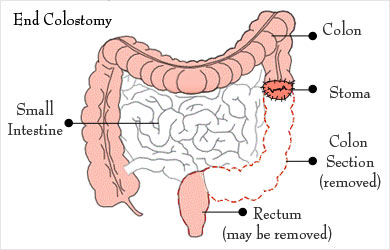 End Colostomy
Colon
Stoma
Small
Intestine
Colon
Section
(removed)
Rectum
(may be removed)